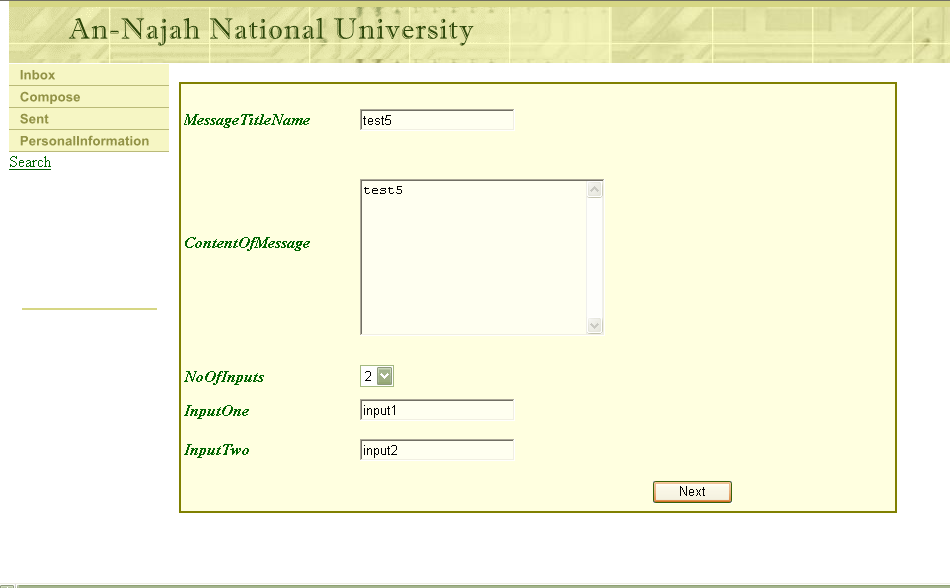 An-Najah National University
Inbox
Compose
Sent
PersonalInformation
Search
MessageTitleName test5
ContentOfMessage test5
NoOfInputs 2
InputOne input1
InputTwo input2
Next